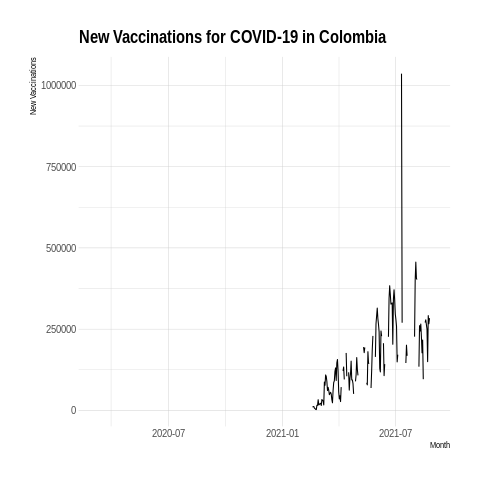 New Vaccinations for COVID-19 in Colombia
New Vaccinations
1000000
750000
500000
250000
0
2020-07
2021-01
2021-07
Month